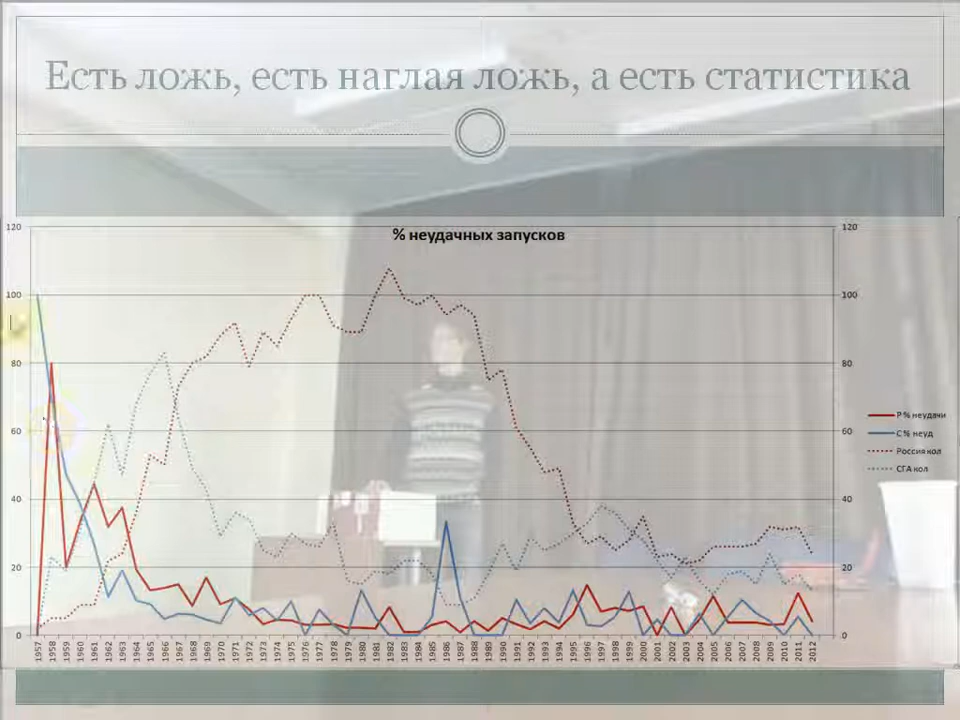 Есть ложь, есть наглая ложь, а есть статистика
% неудачных запусков
120
100
80
60
40
20
0
120
100
80
60
40
20
0
Р% неудачи
С% неуд
Россия кол
СГА кол
1957 1958 1959 1960 1961 1962 1963 1964 1965 1966 1967 1968 1969 1970 1971 1972 1973 1974 1975 1976 1977 1978 1979 1980 1981 1982 1983 1984 1985 1986 1987 1988 1989 1990 1991 1992 1993 1994 1995 1996 1997 1998 1999 2000 2001 2002 2003 2004 2005 2006 2007 2008 2009 2010 2011 2012